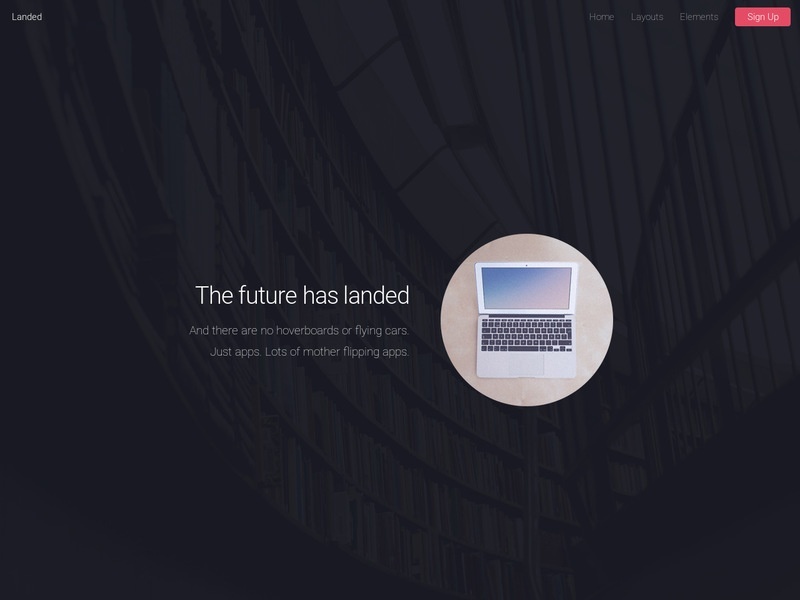 Landed
Home Layouts Elements Sign Up
The future has landed
And there are no hoverboards or flying cars.
Just apps. Lots of mother flipping apps.